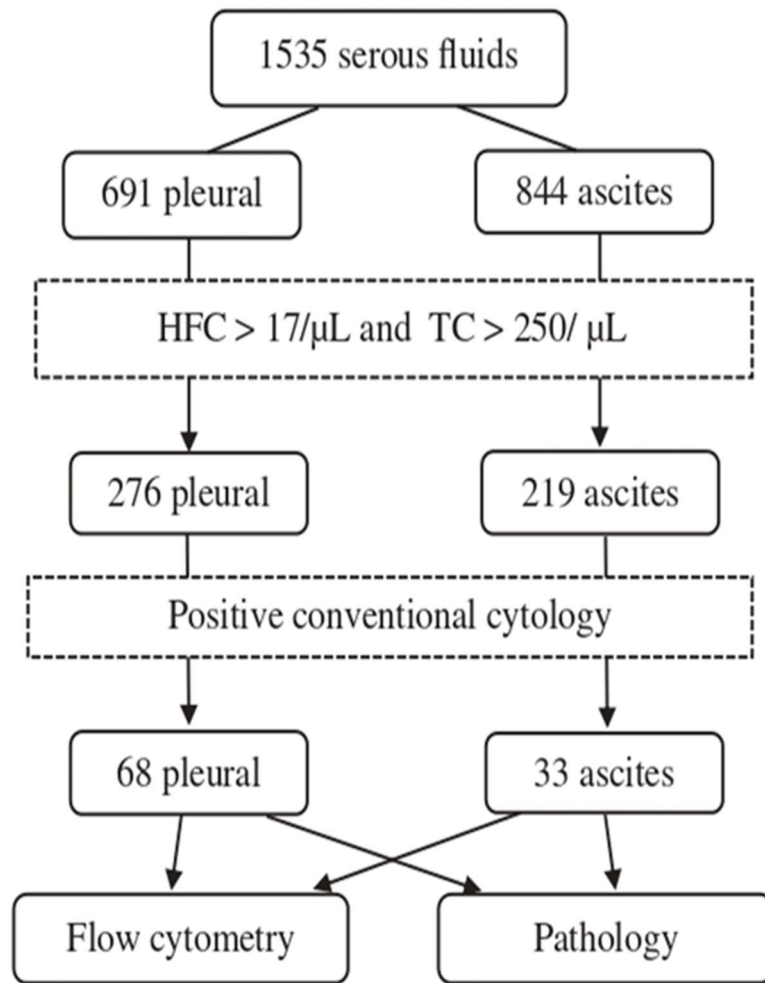 1535 serous fluids
691 pleural
844 ascites
HFC > 17/μL and TC > 250/ μL
276 pleural
219 ascites
Positive conventional cytology
68 pleural
33 ascites
Flow cytometry
Pathology